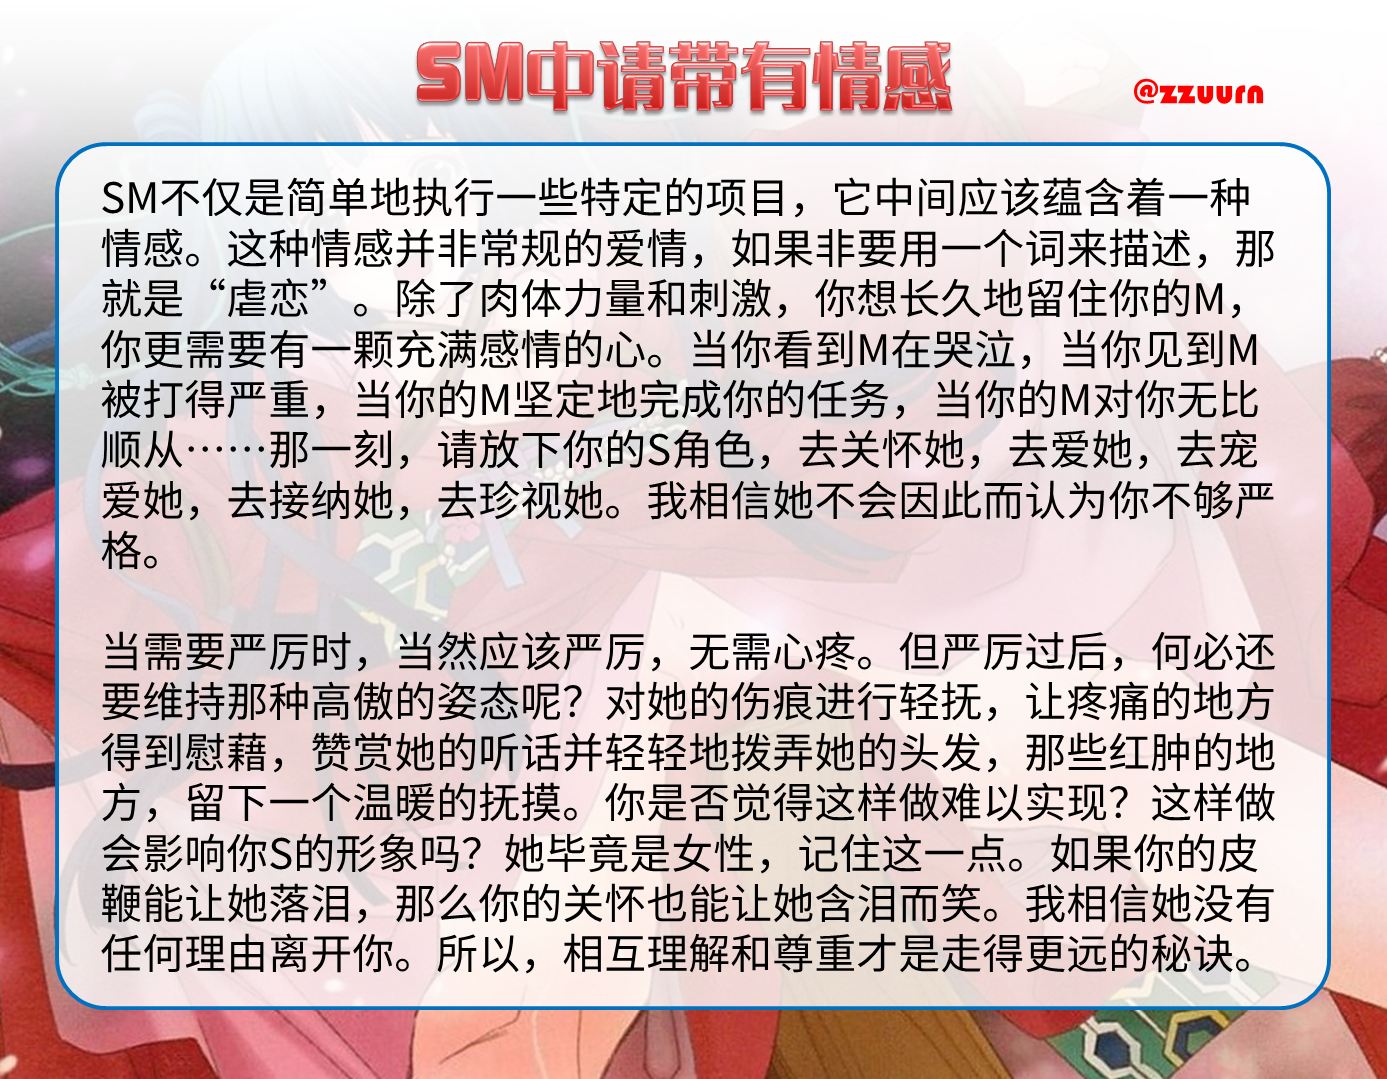 SM中请带有情感
@zzuurn
SM不仅是简单地执行一些特定的项目，它中间应该蕴含着一种
情感。这种情感并非常规的爱情，如果非要用一个词来描述，那
就是“虐恋”。除了肉体力量和刺激，你想长久地留住你的M，
你更需要有一颗充满感情的心。当你看到M在哭泣，当你见到M
被打得严重，当你的M坚定地完成你的任务，当你的M对你无比
顺从……那一刻，请放下你的S角色，去关怀她，去爱她，去宠
爱她，去接纳她，去珍视她。我相信她不会因此而认为你不够严
格。
当需要严厉时，当然应该严厉，无需心疼。但严厉过后，何必还
要维持那种高傲的姿态呢？对她的伤痕进行轻抚，让疼痛的地方
得到慰藉，赞赏她的听话并轻轻地拨弄她的头发，那些红肿的地
方，留下一个温暖的抚摸。你是否觉得这样做难以实现？这样做
会影响你S的形象吗？她毕竟是女性，记住这一点。如果你的皮
鞭能让她落泪，那么你的关怀也能让她含泪而笑。我相信她没有
任何理由离开你。所以，相互理解和尊重才是走得更远的秘诀。